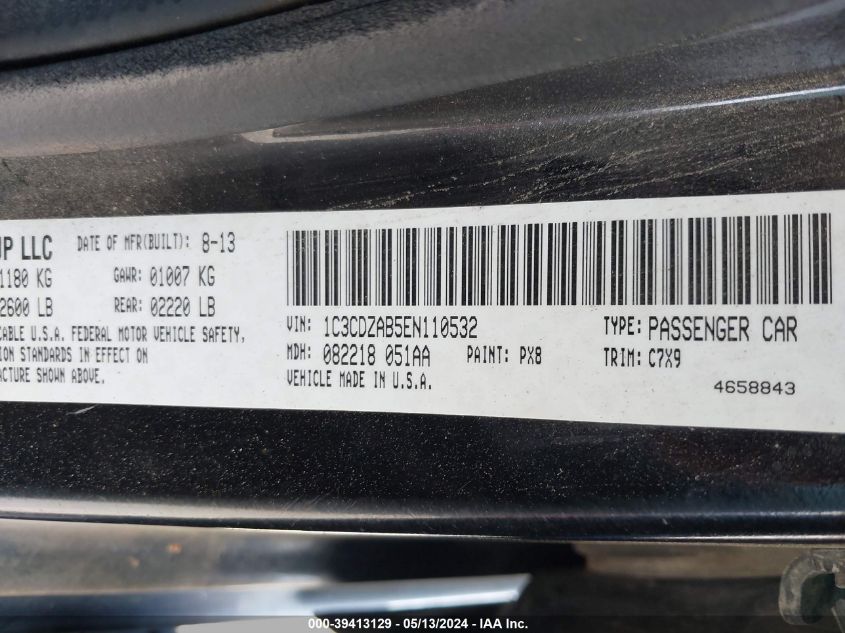 UP LLC DATE OF MFR(BUILT): 8-13
1180 KG GAWR: 01007 KG
2600 LB REAR: 02220 LB
CABLE U.S.A. FEDERAL MOTOR VEHICLE SAFETY,
ION STANDARDS IN EFFECT ON
ACTURE SHOWN ABOVE.
VIN: 1C3CDZAB5EN110532 TYPE: PASSENGER CAR
MDH: 082218 051AA PAINT: PX8 TRIM: C7X9
VEHICLE MADE IN U.S.A.
4658843
000-39413129 - 05/13/2024 - IAA Inc.